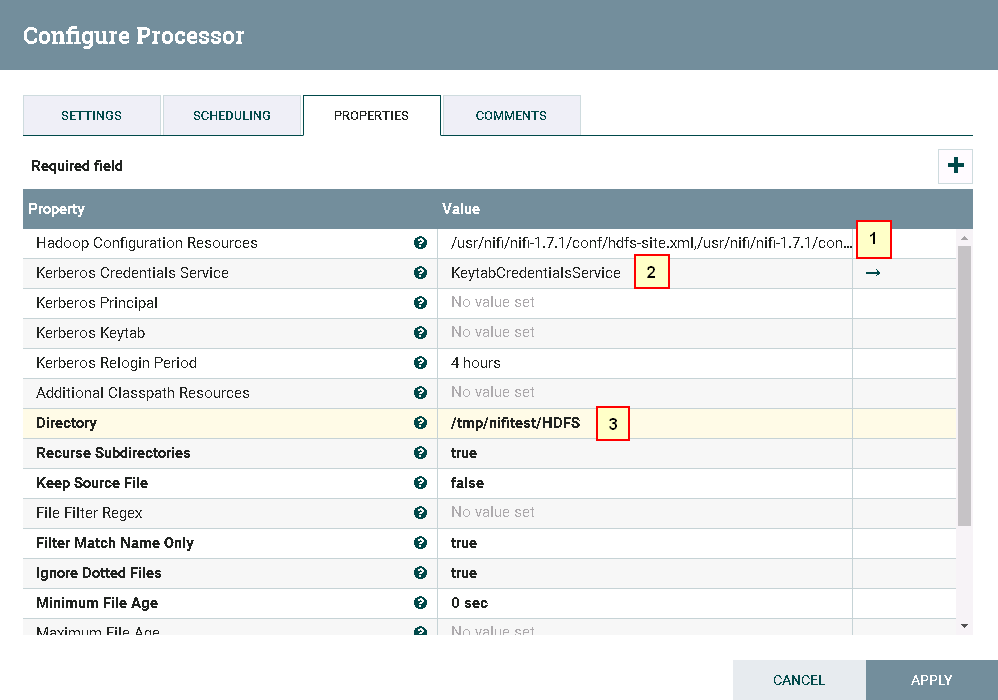 Configure Processor
SETTINGS SCHEDULING PROPERTIES COMMENTS
Required field
Property Value
Hadoop Configuration Resources /usr/nifi/nifi-1.7.1/conf/hdfs-site.xml,/usr/nifi/nifi-1.7.1/con... 1
Kerberos Credentials Service KeytabCredentialsService 2
Kerberos Principal No value set
Kerberos Keytab No value set
Kerberos Relogin Period 4 hours
Additional Classpath Resources No value set
Directory /tmp/nifitest/HDFS 3
Recurse Subdirectories true
Keep Source File false
File Filter Regex No value set
Filter Match Name Only true
Ignore Dotted Files true
Minimum File Age 0 sec
Maximum File Age No value set
CANCEL APPLY